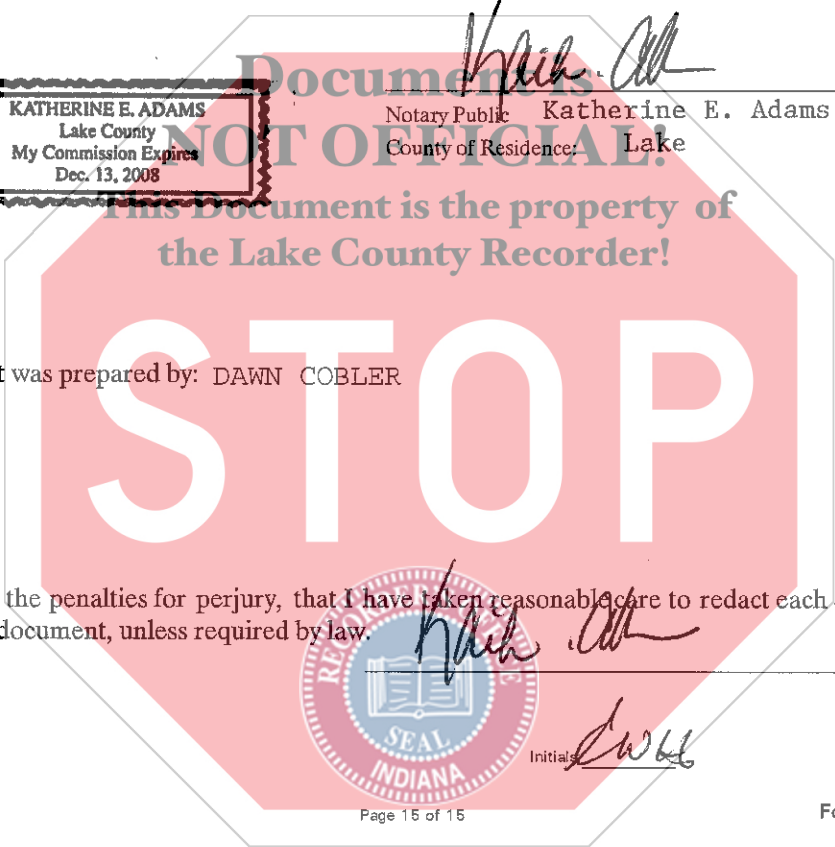 Document is
KATHERINE E. ADAMS
Lake County
My Commission Expires
Dec. 13, 2008
Notary Public Katherine E. Adams
County of Residence: Lake
NOT OFFICIAL!
This Document is the property of
the Lake County Recorder!
STOP
t was prepared by: DAWN COBLER
the penalties for perjury, that I have taken reasonable care to redact each
document, unless required by law.
SEAL
INDIANA
Initials
Page 15 of 15
Fo